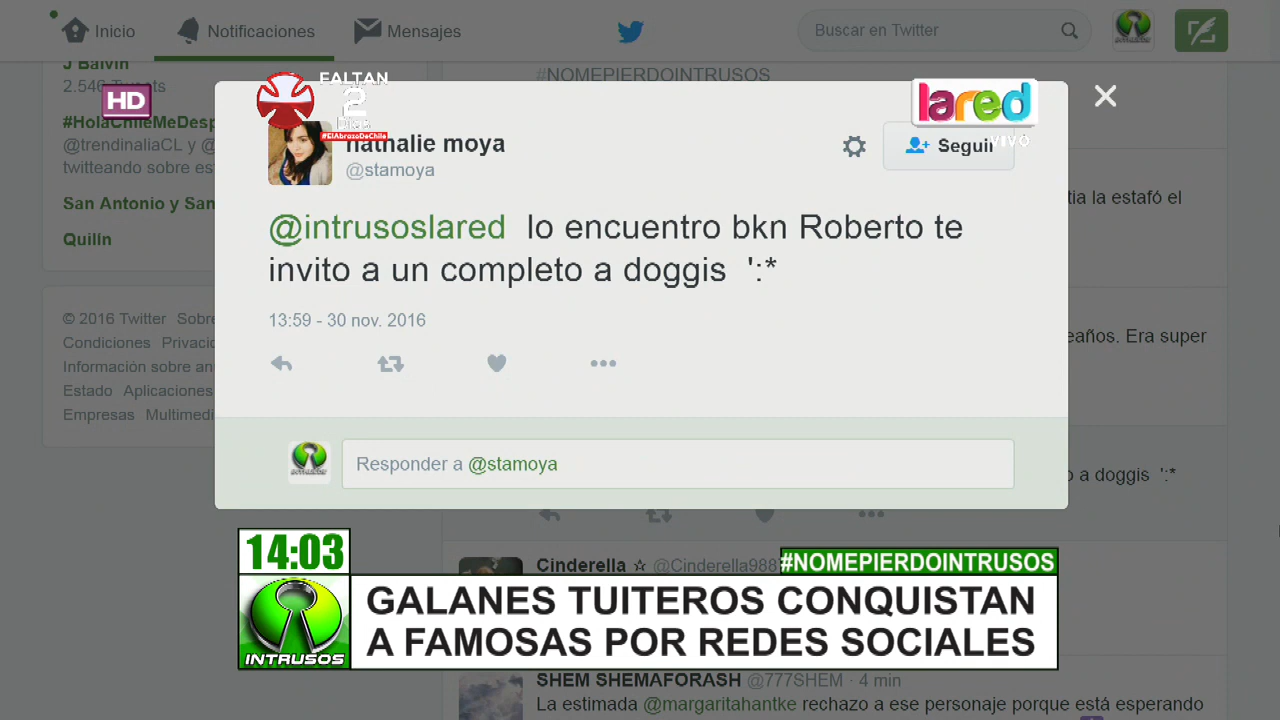 Inicio
Notificaciones
Mensajes
Buscar en Twitter
J Balvin
2.546 Tweets
#NOMEPIERDOINTRUSOS
HD
FALTAN
2
Días
#ElAbrazoDeChile
lared
VIVO
#HolaChileMeDesp
@trendinaliaCL y @
twitteando sobre est
San Antonio y San
Quilín
nathalie moya
@stamoya
Seguir
tia la estafó el
@intrusoslared lo encuentro bkn Roberto te
invito a un completo a doggis ':*
13:59 - 30 nov. 2016
© 2016 Twitter Sobre
Condiciones Privacid
Información sobre an
Estado Aplicaciones
Empresas Multimedi
eaños. Era super
Responder a @stamoya
o a doggis ':*
14:03
Cinderella ☆ @Cinderella988
#NOMEPIERDOINTRUSOS
INTRUSOS
GALANES TUITEROS CONQUISTAN
A FAMOSAS POR REDES SOCIALES
SHEM SHEMAFORASH @777SHEM · 4 min
La estimada @margaritahantke rechazo a ese personaje porque está esperando